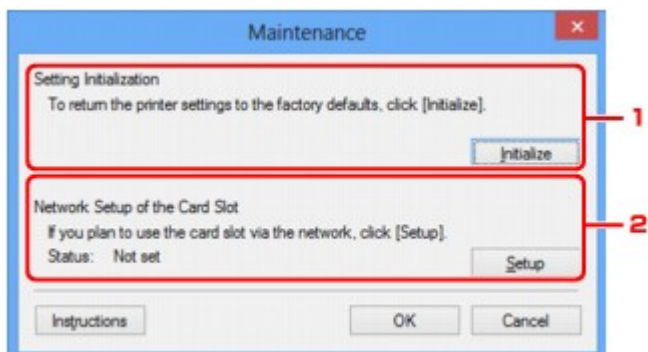 Maintenance
Setting Initialization
To return the printer settings to the factory defaults, click [Initialize].
1
Initialize
Network Setup of the Card Slot
2
If you plan to use the card slot via the network, click [Setup].
Status: Not set
Setup
Instructions OK Cancel